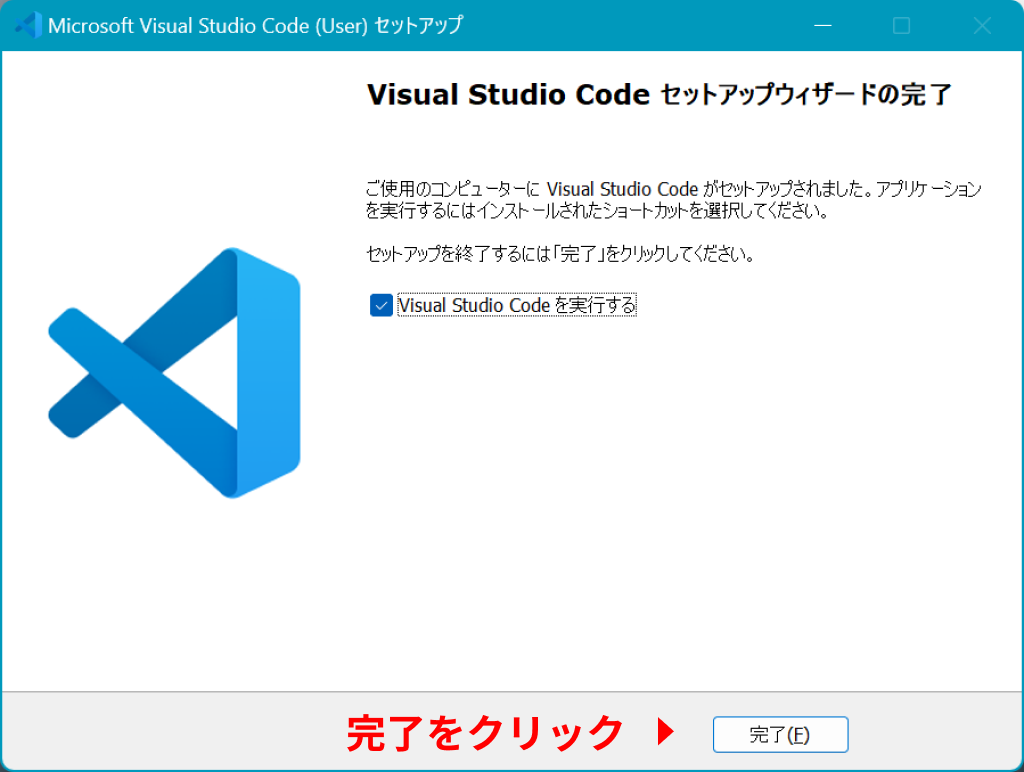 Microsoft Visual Studio Code (User) セットアップ
Visual Studio Code セットアップウィザードの完了
ご使用のコンピューターに Visual Studio Code がセットアップされました。アプリケーション
を実行するにはインストールされたショートカットを選択してください。
セットアップを終了するには「完了」をクリックしてください。
Visual Studio Code を実行する
完了をクリック
完了(F)